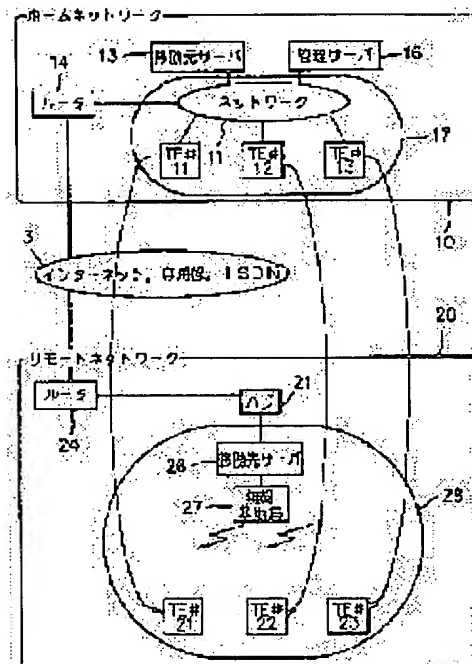 ホームネットワーク
14
13
移動元サーバ
管理サーバ
16
ルータ
ネットワーク
11
17
TE#
11
TE#
12
TE#
10
3
インターネット，専用線，ISDN
20
リモートネットワーク
ルータ
24
ハブ
21
移動先サーバ
26
無線
基地局
27
TE#
21
TE#
22
TE#
23